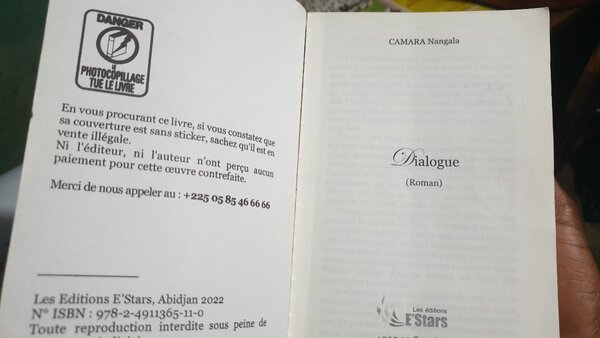 DANGER
LE
PHOTOCOPILLAGE
TUE LE LIVRE
En vous procurant ce livre, si vous constatez que
sa couverture est sans sticker, sachez qu'il est en
vente illégale.
Ni l'éditeur, ni l'auteur n'ont perçu aucun
paiement pour cette œuvre contrefaite.
Merci de nous appeler au : +225 05 85 46 66 66
Les Editions E'Stars, Abidjan 2022
N° ISBN : 978-2-4911365-11-0
Toute reproduction interdite sous peine de
CAMARA Nangala
Dialogue
(Roman)
Les éditions
E'Stars